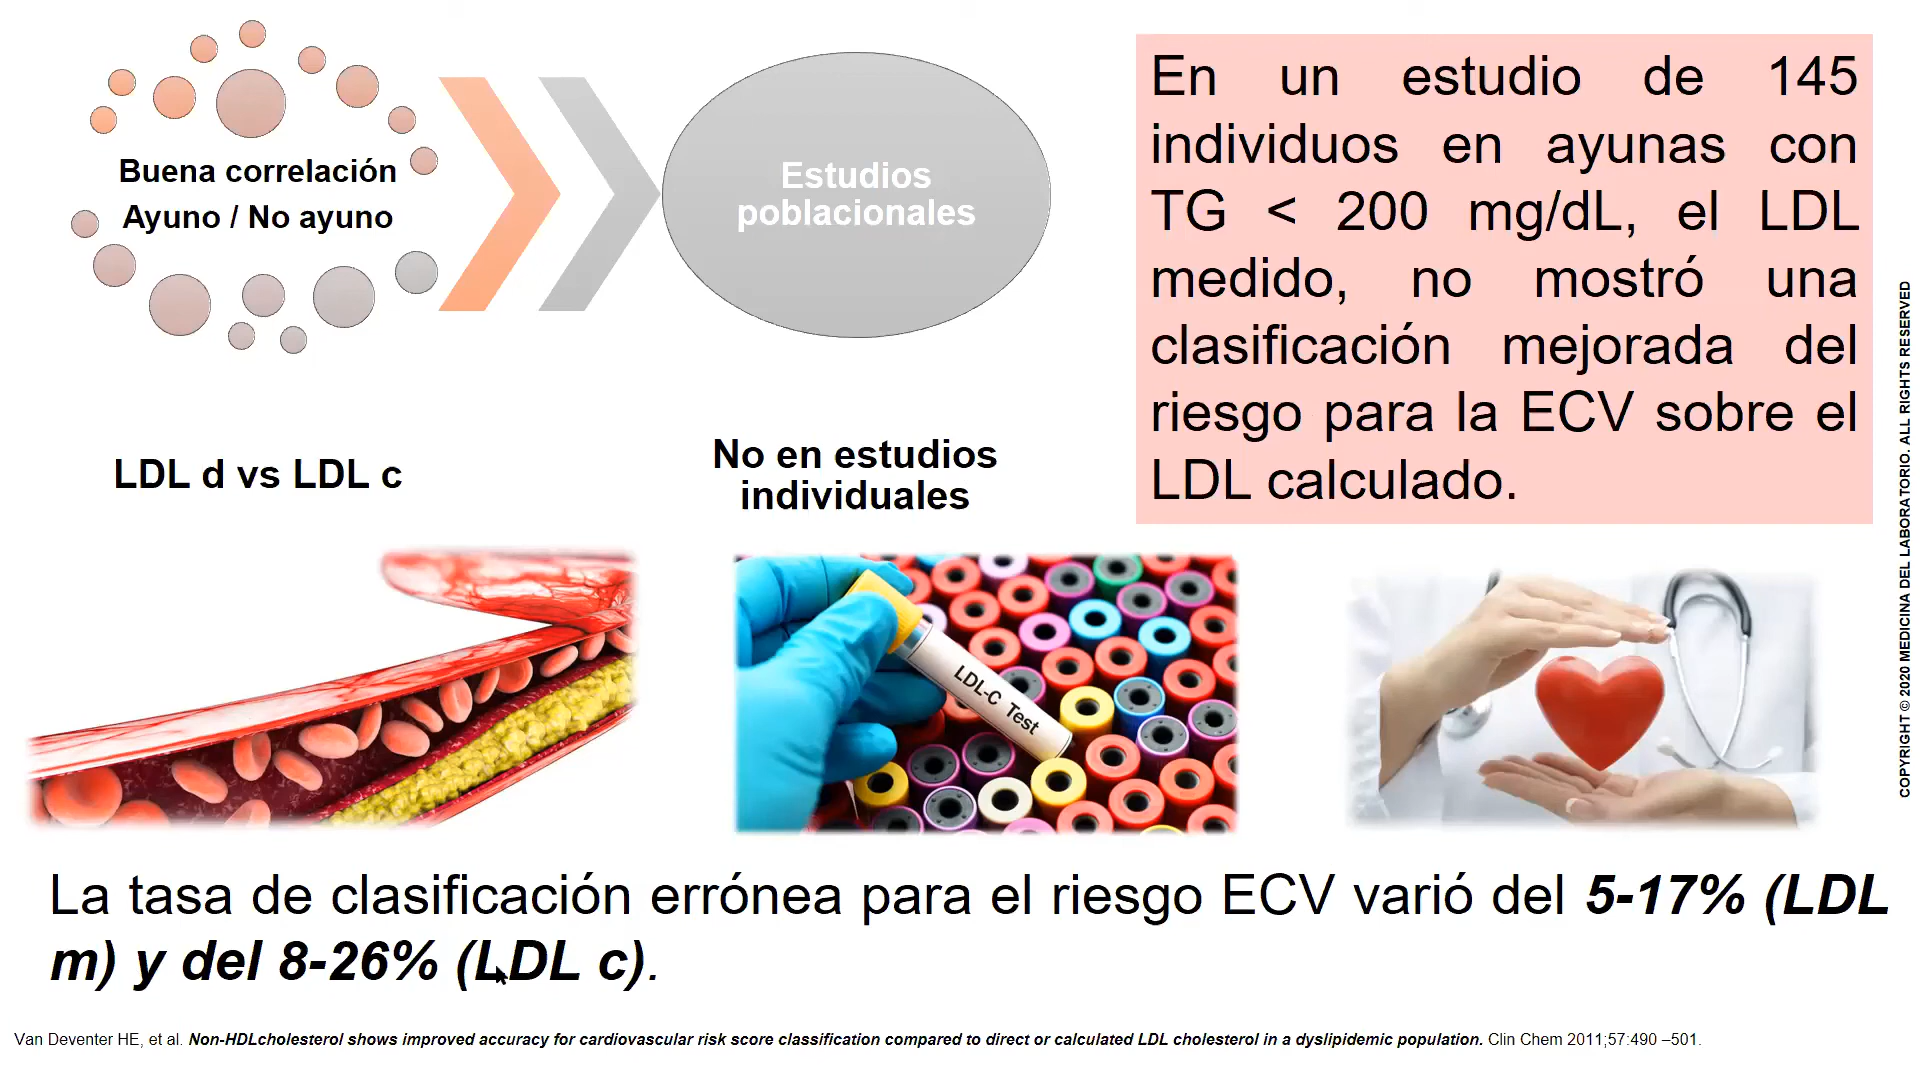 Buena correlación
Ayuno / No ayuno
Estudios
poblacionales
En un estudio de 145
individuos en ayunas con
TG < 200 mg/dL, el LDL
medido, no mostró una
clasificación mejorada del
riesgo para la ECV sobre el
LDL calculado.
LDL d vs LDL c
No en estudios
individuales
LDL-C Test
La tasa de clasificación errónea para el riesgo ECV varió del 5-17% (LDL
m) y del 8-26% (LDL c).
Van Deventer HE, et al. Non-HDLcholesterol shows improved accuracy for cardiovascular risk score classification compared to direct or calculated LDL cholesterol in a dyslipidemic population. Clin Chem 2011;57:490 –501.
COPYRIGHT © 2020 MEDICINA DEL LABORATORIO. ALL RIGHTS RESERVED